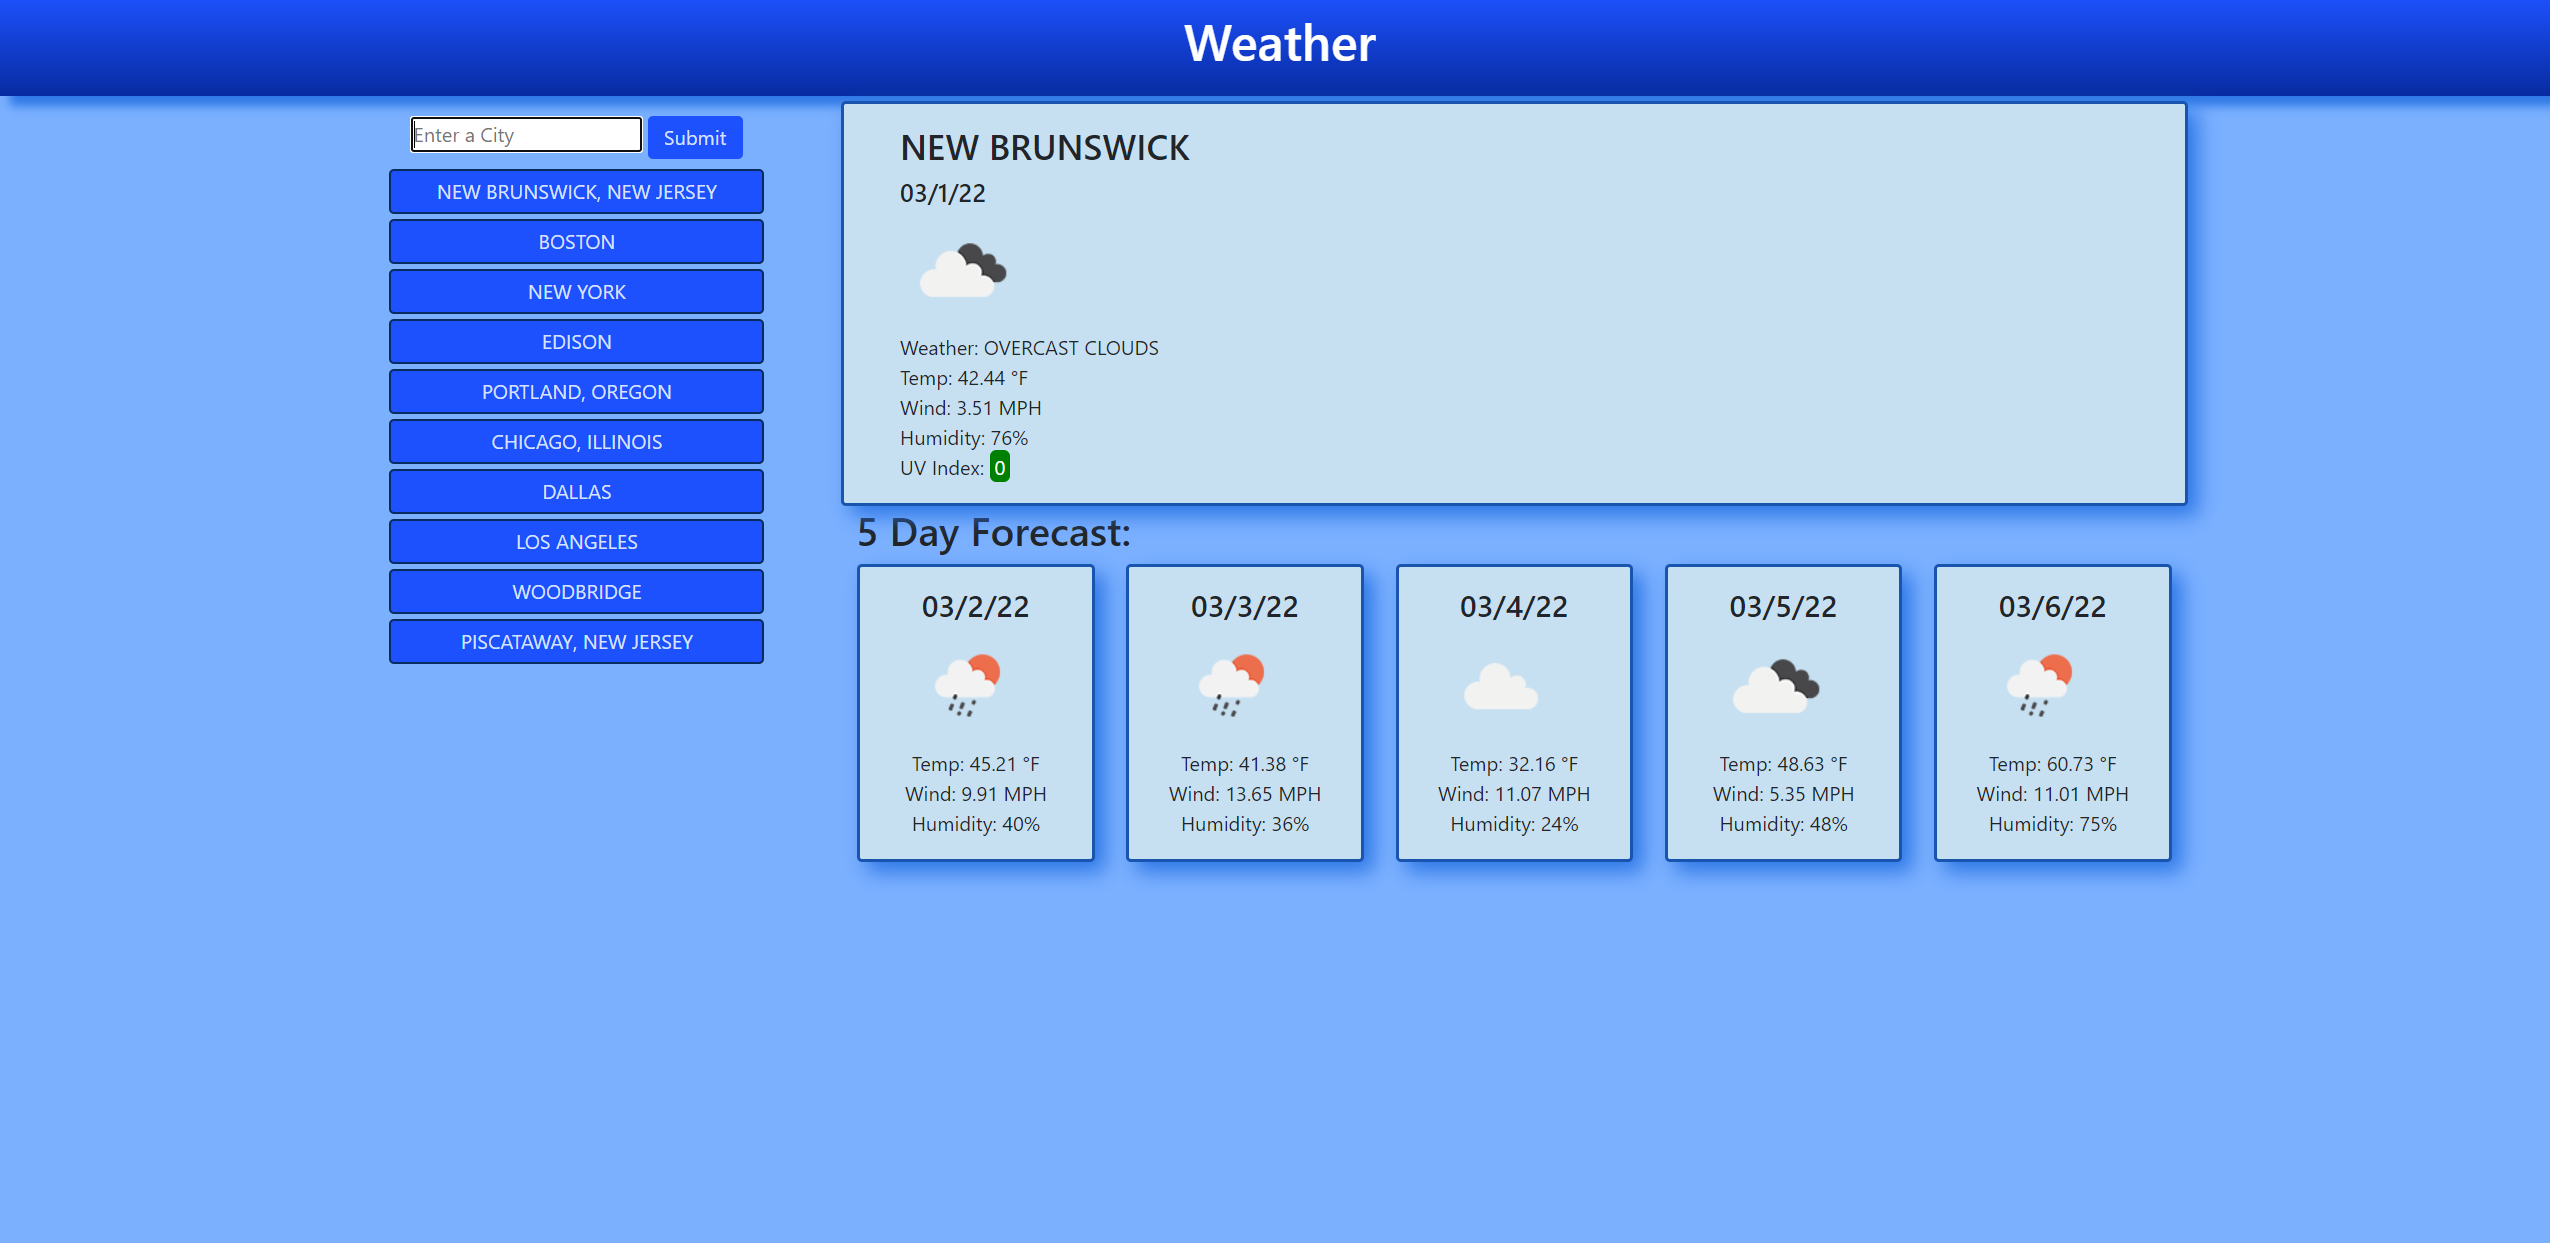 Weather
Enter a City
Submit
NEW BRUNSWICK, NEW JERSEY
BOSTON
NEW YORK
EDISON
PORTLAND, OREGON
CHICAGO, ILLINOIS
DALLAS
LOS ANGELES
WOODBRIDGE
PISCATAWAY, NEW JERSEY
NEW BRUNSWICK
03/1/22
Weather: OVERCAST CLOUDS
Temp: 42.44 °F
Wind: 3.51 MPH
Humidity: 76%
UV Index: 0
5 Day Forecast:
03/2/22
Temp: 45.21 °F
Wind: 9.91 MPH
Humidity: 40%
03/3/22
Temp: 41.38 °F
Wind: 13.65 MPH
Humidity: 36%
03/4/22
Temp: 32.16 °F
Wind: 11.07 MPH
Humidity: 24%
03/5/22
Temp: 48.63 °F
Wind: 5.35 MPH
Humidity: 48%
03/6/22
Temp: 60.73 °F
Wind: 11.01 MPH
Humidity: 75%